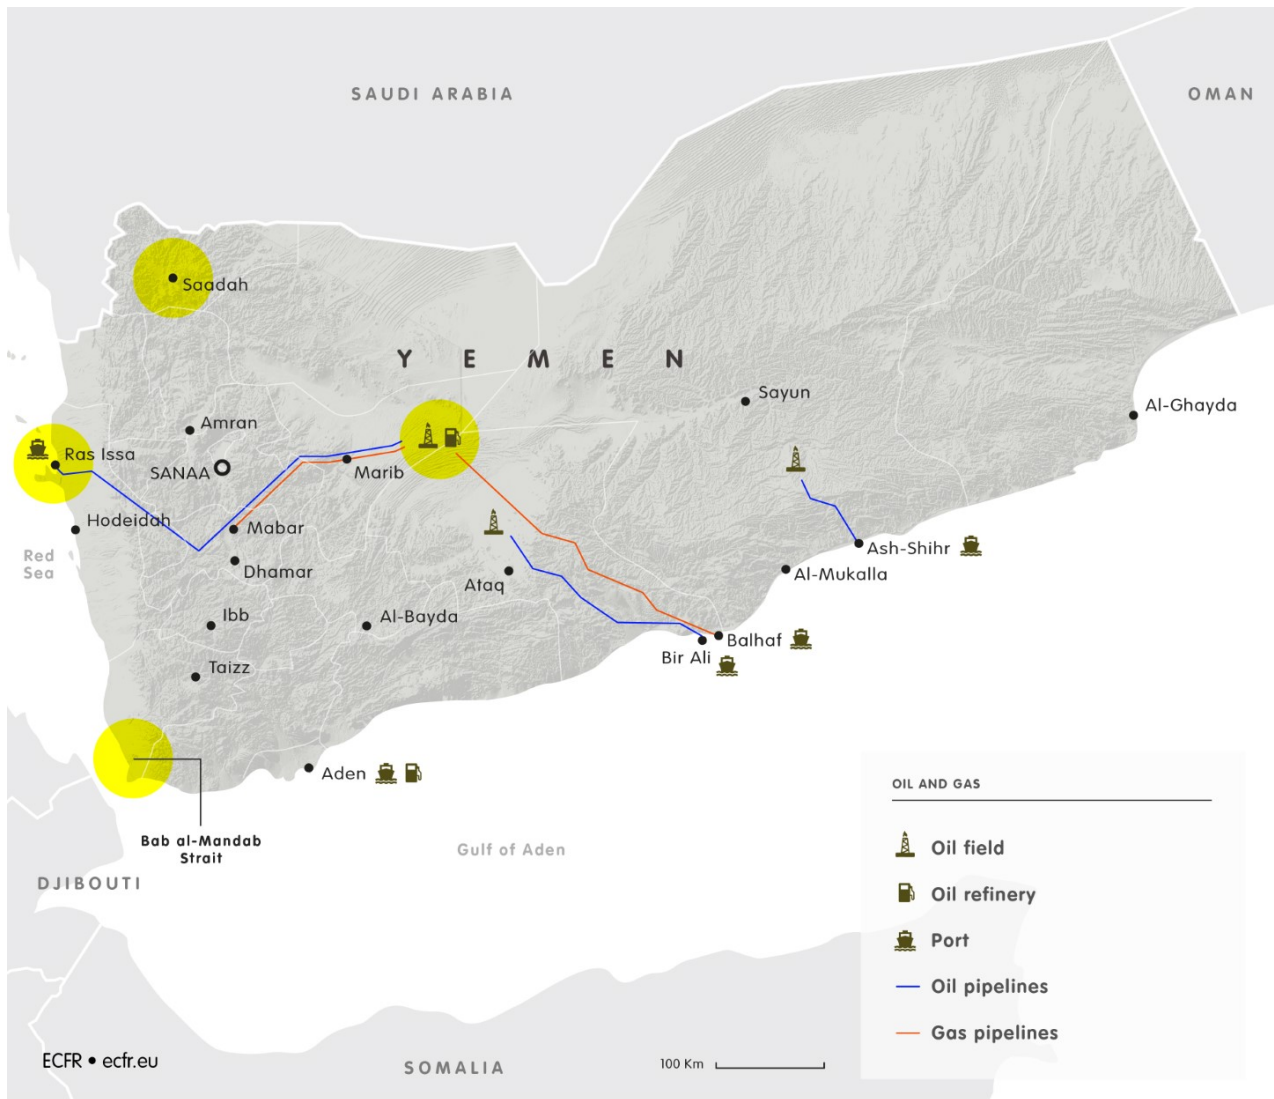 SAUDI ARABIA
OMAN
Saadah
YEMEN
Sayun
Al-Ghayda
Amran
Ras Issa
SANAA
Marib
Hodeidah
Mabar
Ash-Shihr
Red
Sea
Dhamar
Ataq
Al-Mukalla
Ibb
Al-Bayda
Balhaf
Bir Ali
Taizz
Aden
Bab al-Mandab
Strait
Gulf of Aden
DJIBOUTI
OIL AND GAS
Oil field
Oil refinery
Port
Oil pipelines
Gas pipelines
ECFR • ecfr.eu
SOMALIA
100 Km